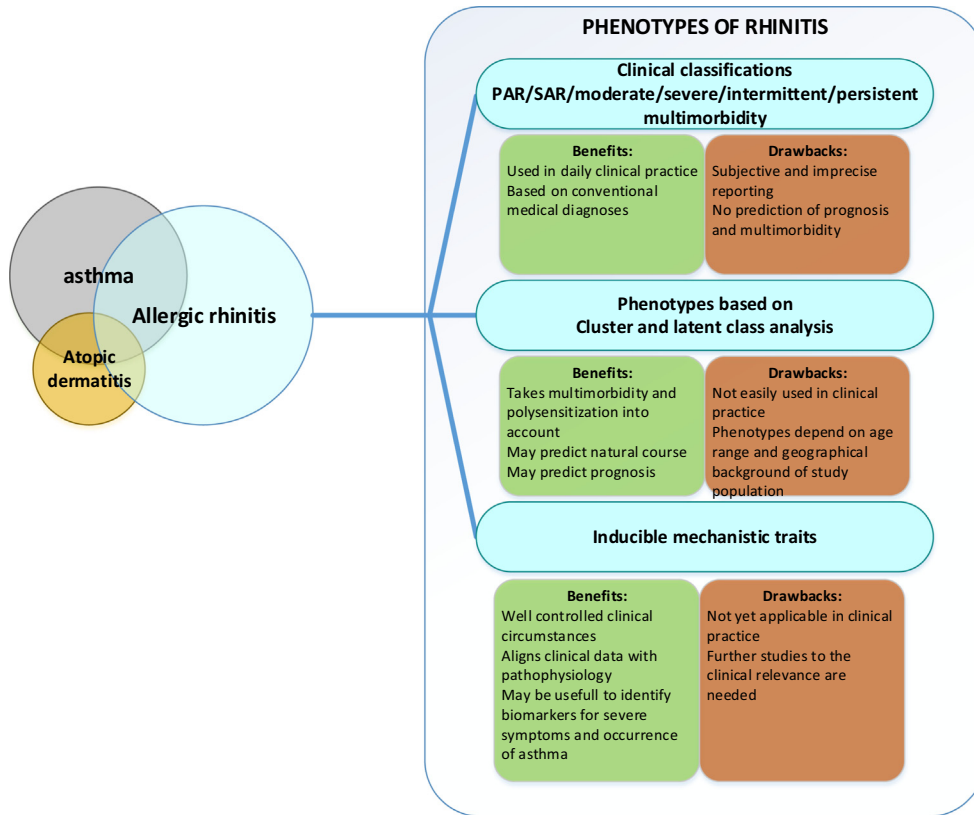 PHENOTYPES OF RHINITIS
Clinical classifications
PAR/SAR/moderate/severe/intermittent/persistent
multimorbidity
Benefits:
Used in daily clinical practice
Based on conventional
medical diagnoses
Drawbacks:
Subjective and imprecise
reporting
No prediction of prognosis
and multimorbidity
asthma
Allergic rhinitis
Atopic
dermatitis
Phenotypes based on
Cluster and latent class analysis
Benefits:
Takes multimorbidity and
polysensitization into
account
May predict natural course
May predict prognosis
Drawbacks:
Not easily used in clinical
practice
Phenotypes depend on age
range and geographical
background of study
population
Inducible mechanistic traits
Benefits:
Well controlled clinical
circumstances
Aligns clinical data with
pathophysiology
May be usefull to identify
biomarkers for severe
symptoms and occurrence
of asthma
Drawbacks:
Not yet applicable in clinical
practice
Further studies to the
clinical relevance are
needed